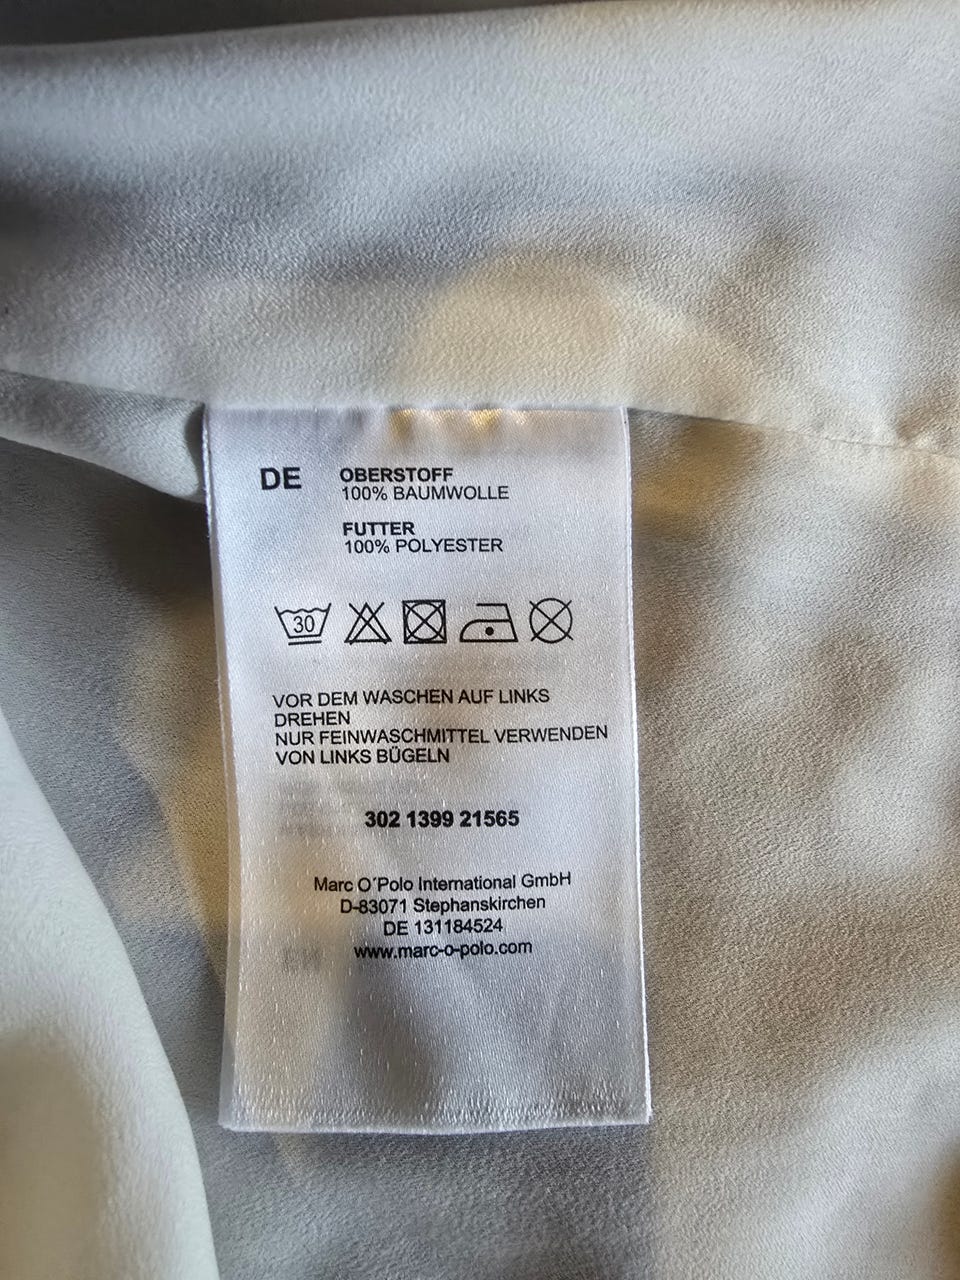 DE OBERSTOFF
100% BAUMWOLLE
FUTTER
100% POLYESTER
30
VOR DEM WASCHEN AUF LINKS
DREHEN
NUR FEINWASCHMITTEL VERWENDEN
VON LINKS BÜGELN
302 1399 21565
Marc O´Polo International GmbH
D-83071 Stephanskirchen
DE 131184524
www.marc-o-polo.com